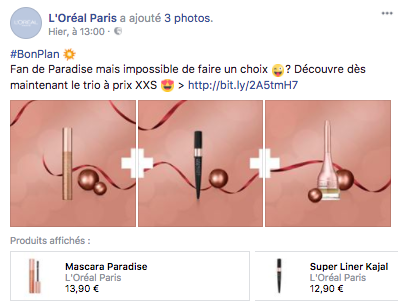 L'Oréal Paris a ajouté 3 photos.
Hier, à 13:00 ·
#BonPlan 💥
Fan de Paradise mais impossible de faire un choix 😜? Découvre dès
maintenant le trio à prix XXS 😍 > http://bit.ly/2A5tmH7
Produits affichés :
Mascara Paradise
L'Oréal Paris
13,90 €
Super Liner Kajal
L'Oréal Paris
12,90 €